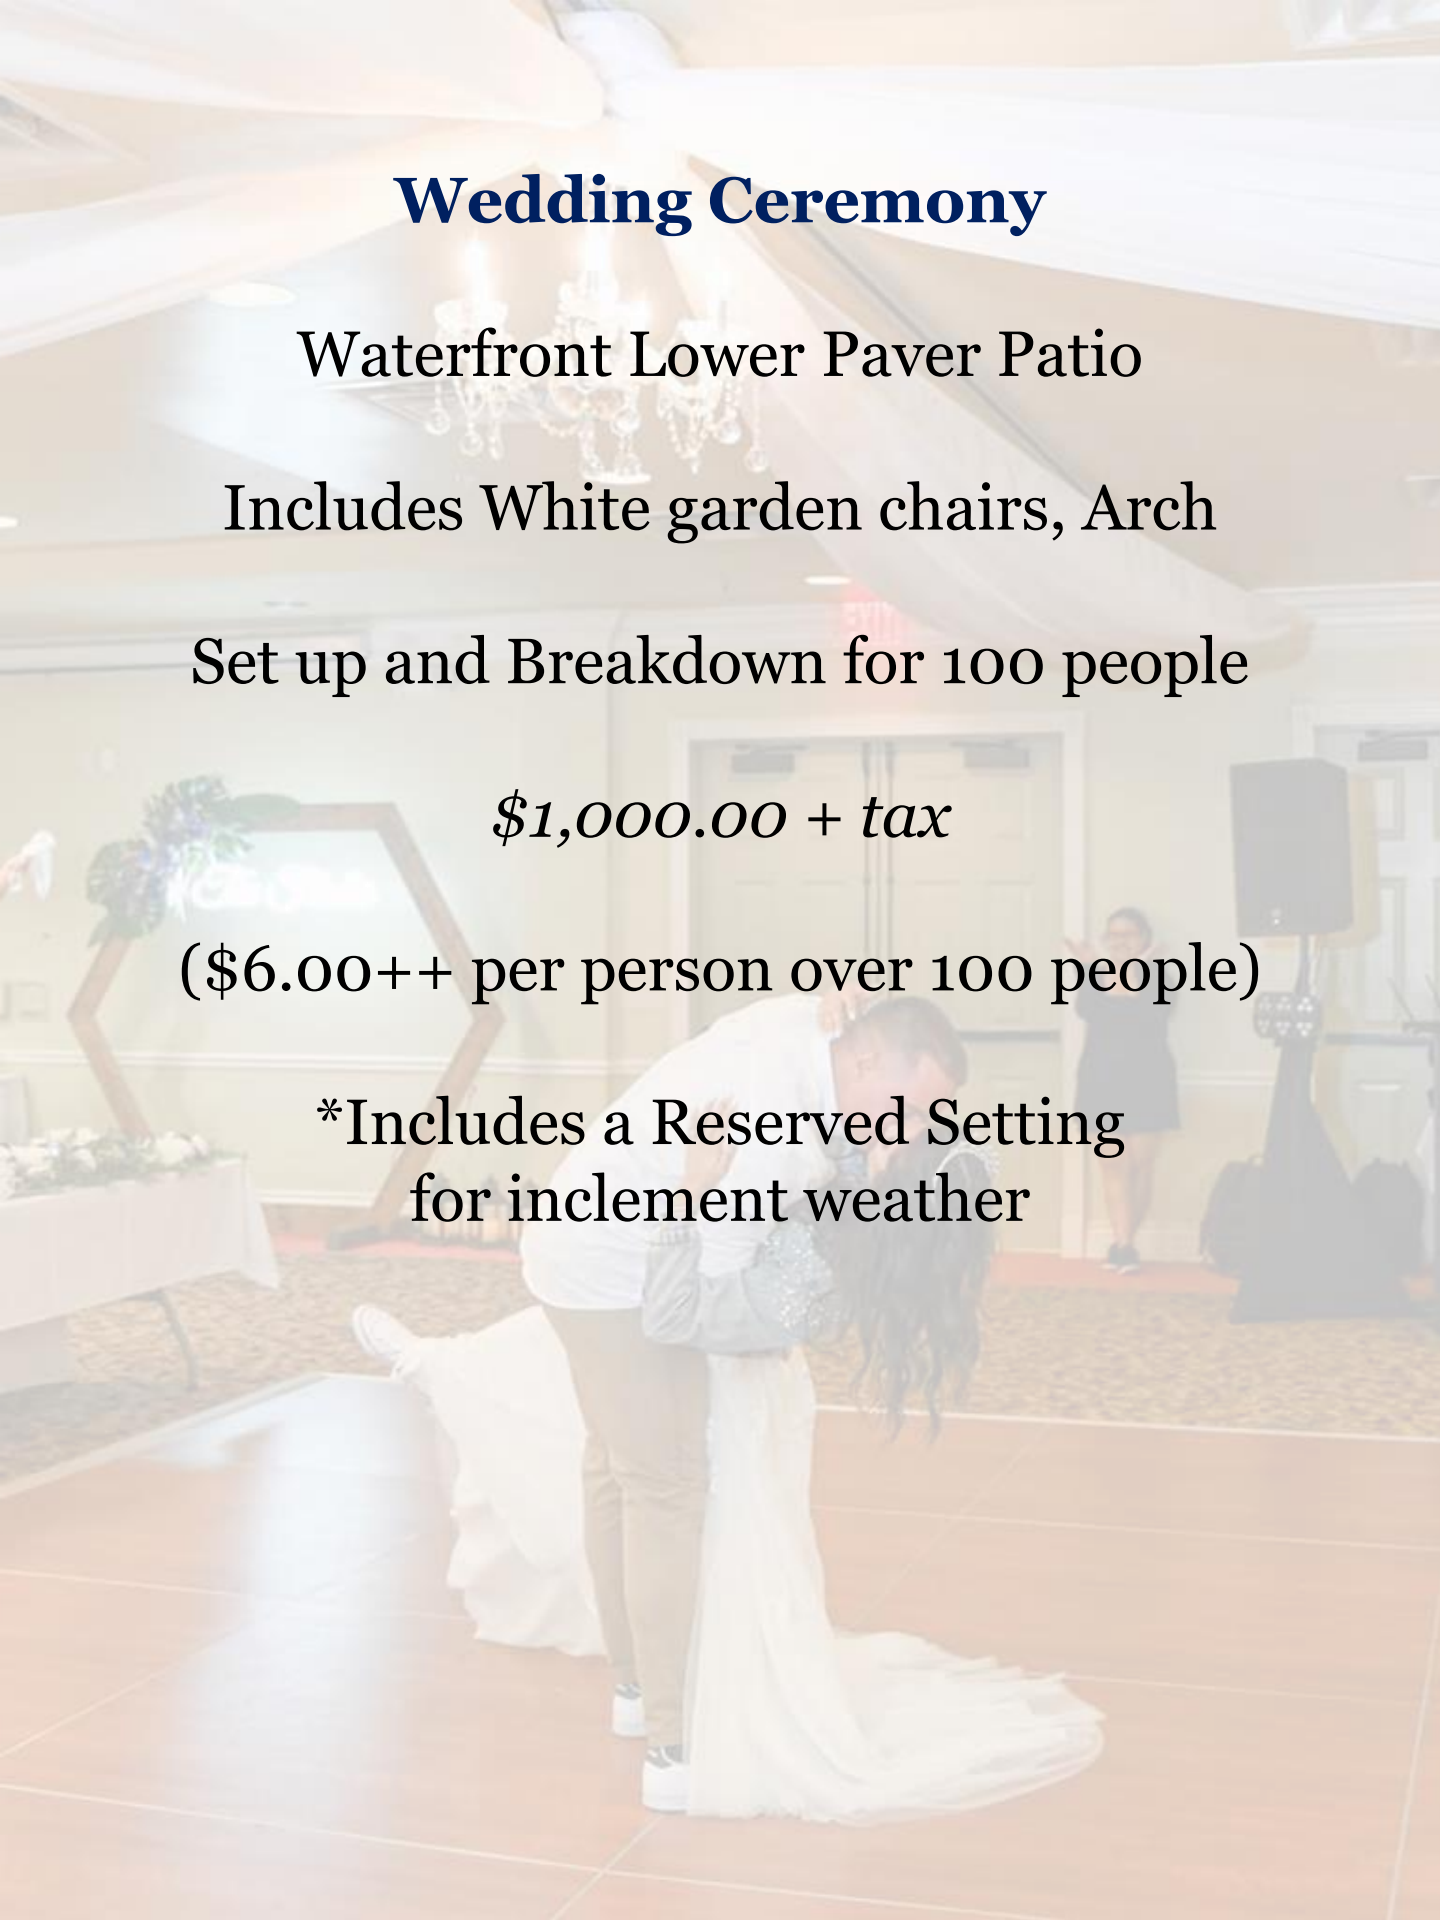 Wedding Ceremony
Waterfront Lower Paver Patio
Includes White garden chairs, Arch
Set up and Breakdown for 100 people
$1,000.00 + tax
($6.00++ per person over 100 people)
*Includes a Reserved Setting
for inclement weather
EXIT